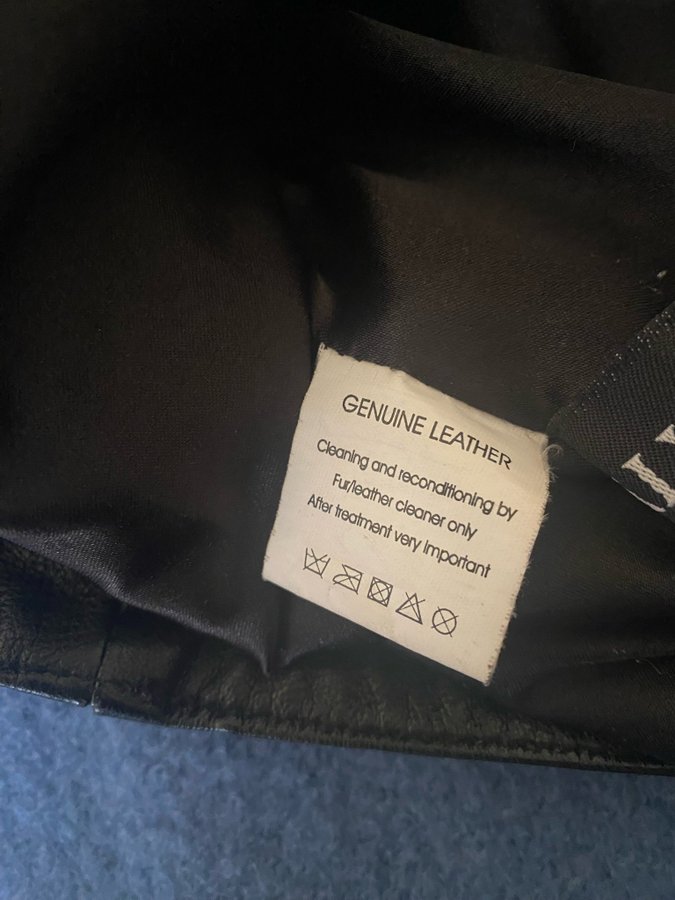 GENUINE LEATHER
Cleaning and reconditioning by
Fur/leather cleaner only
After treatment very important